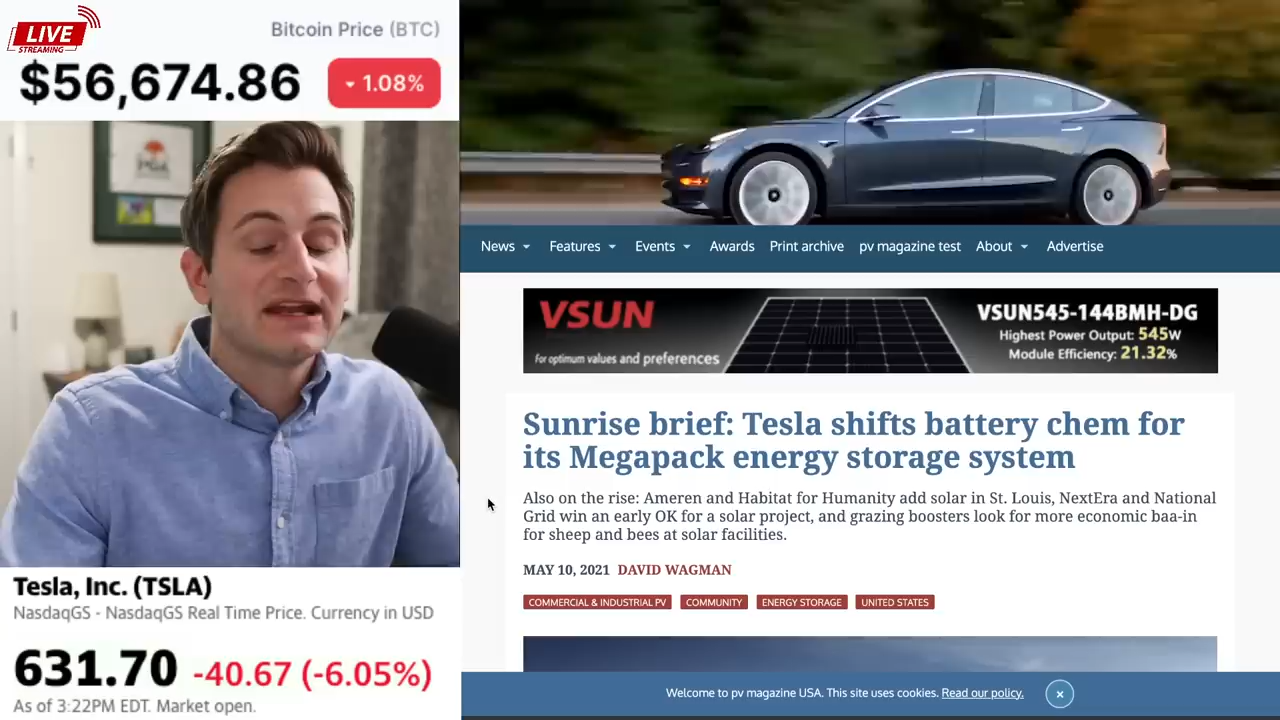 LIVE
STREAMING
Bitcoin Price (BTC)
$56,674.86
1.08%
PGA
Tesla, Inc. (TSLA)
NasdaqGS - NasdaqGS Real Time Price. Currency in USD
631.70 -40.67 (-6.05%)
As of 3:22PM EDT. Market open.
News Features Events Awards Print archive pv magazine test About Advertise
VSUN
For optimum values and preferences
VSUN545-144BMH-DG
Highest Power Output: 545W
Module Efficiency: 21.32%
Sunrise brief: Tesla shifts battery chem for
its Megapack energy storage system
Also on the rise: Ameren and Habitat for Humanity add solar in St. Louis, NextEra and National
Grid win an early OK for a solar project, and grazing boosters look for more economic baa-in
for sheep and bees at solar facilities.
MAY 10, 2021 DAVID WAGMAN
COMMERCIAL & INDUSTRIAL PV COMMUNITY ENERGY STORAGE UNITED STATES
Welcome to pv magazine USA. This site uses cookies. Read our policy.